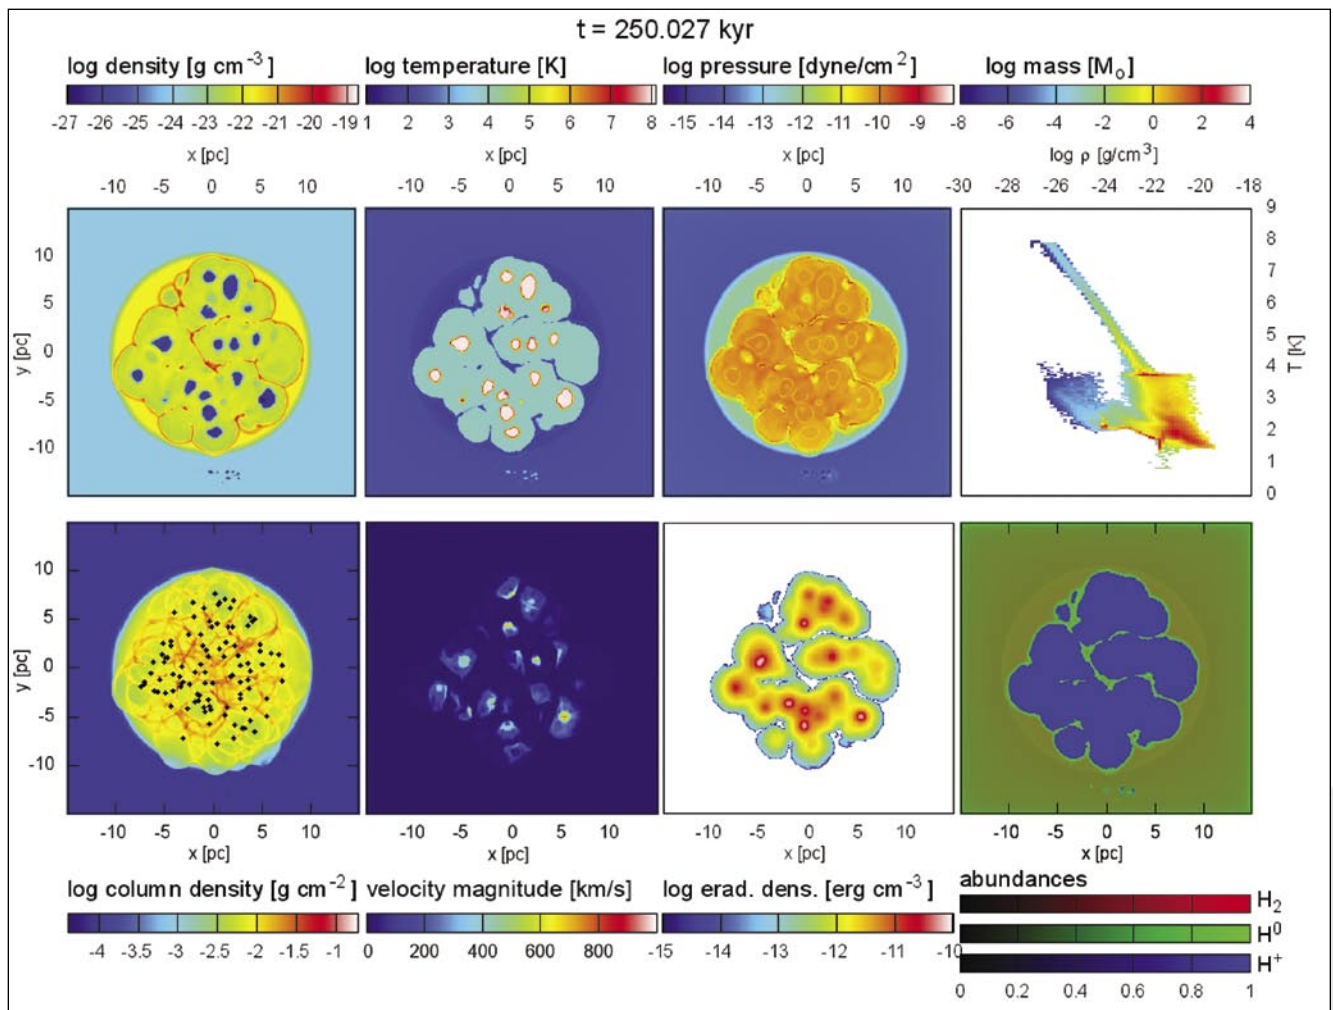 t = 250.027 kyr
log density [g cm⁻³] log temperature [K] log pressure [dyne/cm²] log mass [M₀]
-27 -26 -25 -24 -23 -22 -21 -20 -19 1 2 3 4 5 6 7 8 -15 -14 -13 -12 -11 -10 -9 -8 -6 -4 -2 0 2 4
x [pc] x [pc] x [pc] log ρ [g/cm³]
-10 -5 0 5 10 -10 -5 0 5 10 -10 -5 0 5 10 -30 -28 -26 -24 -22 -20 -18
y [pc]
10
5
0
-5
-10
9
8
7
6
5
4
3
2
1
0
T [K]
y [pc]
10
5
0
-5
-10
-10 -5 0 5 10 -10 -5 0 5 10 -10 -5 0 5 10 -10 -5 0 5 10
x [pc] x [pc] x [pc] x [pc]
log column density [g cm⁻²] velocity magnitude [km/s] log erad. dens. [erg cm⁻³] abundances
-4 -3.5 -3 -2.5 -2 -1.5 -1 0 200 400 600 800 -15 -14 -13 -12 -11 -10
H₂
H⁰
H⁺
0 0.2 0.4 0.6 0.8 1